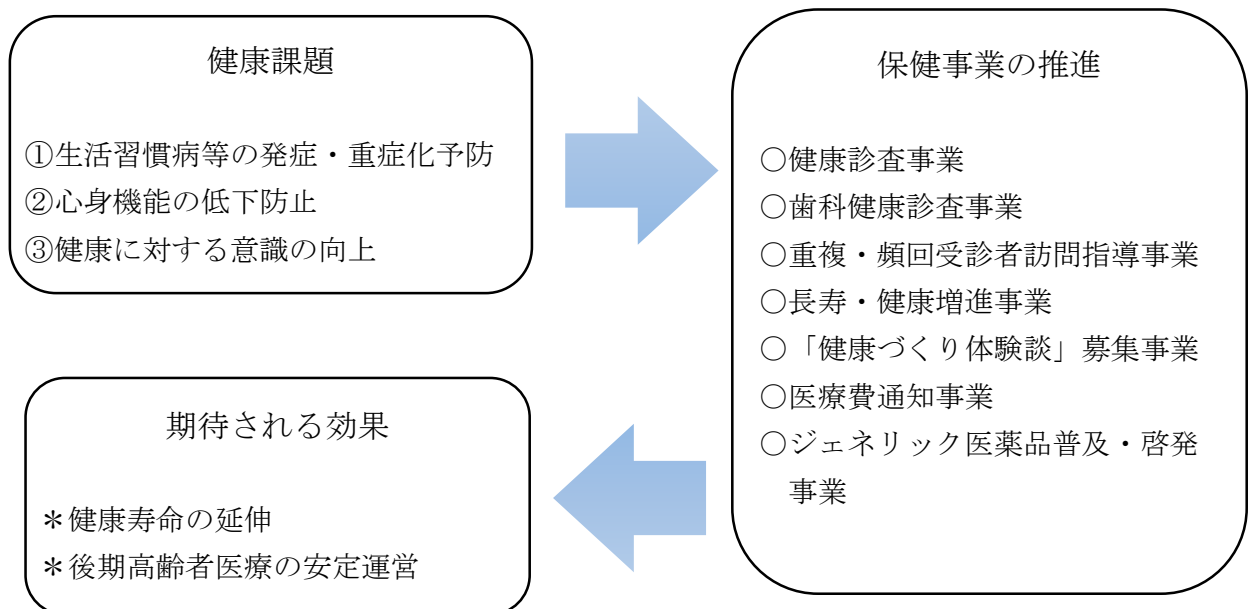 健康課題
①生活習慣病等の発症・重症化予防
②心身機能の低下防止
③健康に対する意識の向上
保健事業の推進
○健康診査事業
○歯科健康診査事業
○重複・頻回受診者訪問指導事業
○長寿・健康増進事業
○「健康づくり体験談」募集事業
○医療費通知事業
○ジェネリック医薬品普及・啓発
事業
期待される効果
＊健康寿命の延伸
＊後期高齢者医療の安定運営